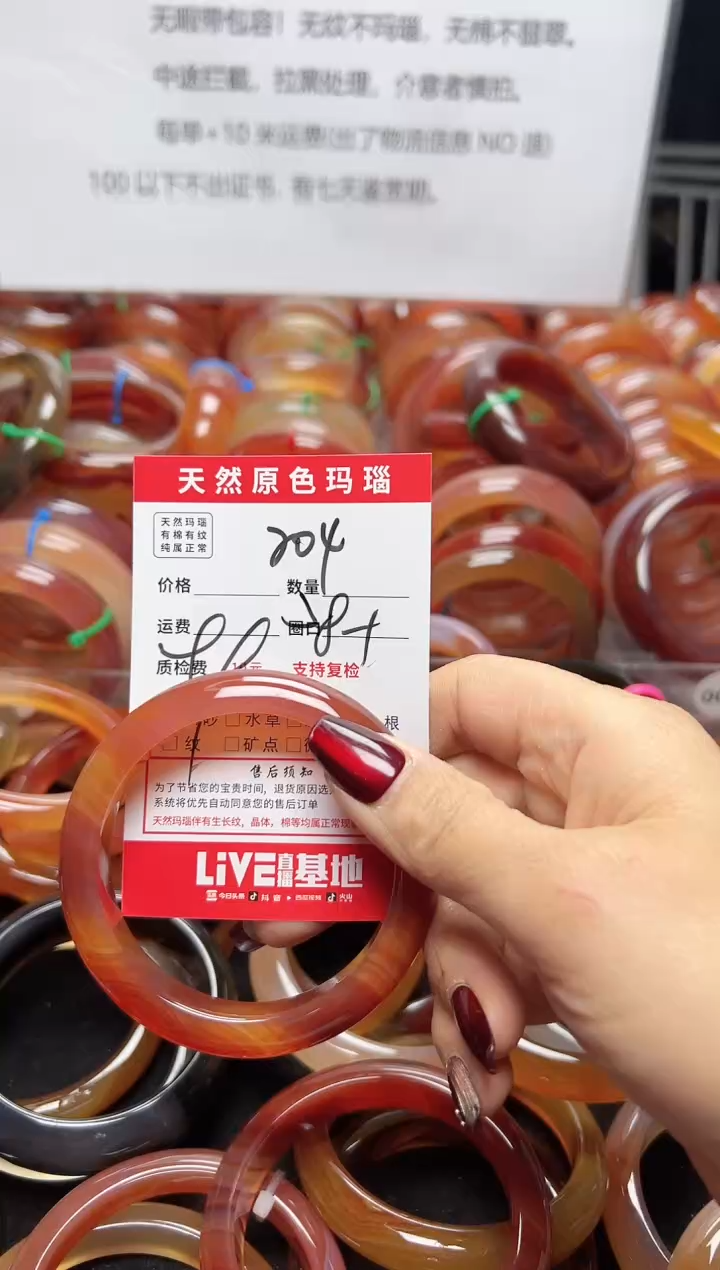 无瑕带包容！无纹不玛瑙，无棉不翡翠。
中途拦截，拉黑处理，介意者慎拍。
每单+10米运费(出了物流信息NO退)
100以下不出证书，有七天鉴赏期。
天然原色玛瑙
天然玛瑙
有棉有纹
纯属正常
204
价格 数量
运费 圈口
58+
质检费 10元 支持复检
砂 □水草 根
□纹 □矿点
售后须知
为了节省您的宝贵时间，退货原因选
系统将优先自动同意您的售后订单
天然玛瑙伴有生长纹，晶体，棉等均属正常现
LiVE直播基地
今日头条 抖音 西瓜视频 火山